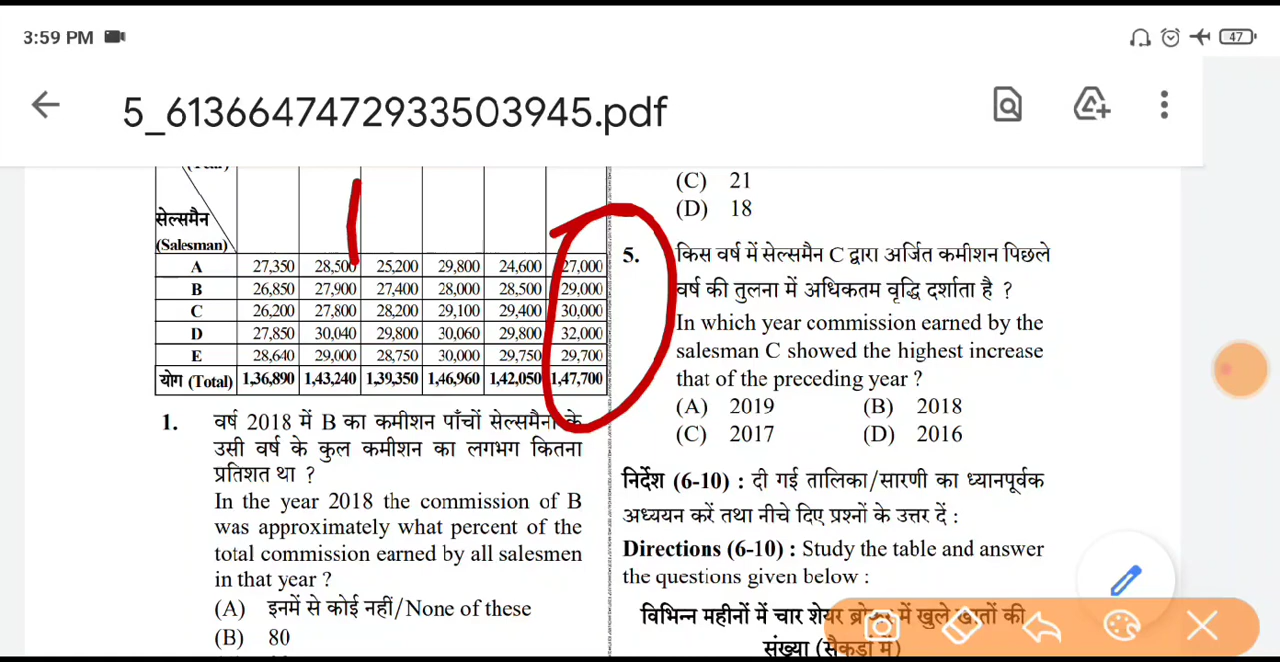 3:59 PM
47
5_6136647472933503945.pdf
सेल्समैन
(Salesman)
A 27,350 28,500 25,200 29,800 24,600 27,000
B 26,850 27,900 27,400 28,000 28,500 29,000
C 26,200 27,800 28,200 29,100 29,400 30,000
D 27,850 30,040 29,800 30,060 29,800 32,000
E 28,640 29,000 28,750 30,000 29,750 29,700
योग (Total) 1,36,890 1,43,240 1,39,350 1,46,960 1,42,050 1,47,700
1. वर्ष 2018 में B का कमीशन पाँचों सेल्समैनों के
उसी वर्ष के कुल कमीशन का लगभग कितना
प्रतिशत था ?
In the year 2018 the commission of B
was approximately what percent of the
total commission earned by all salesmen
in that year ?
(A) इनमें से कोई नहीं/None of these
(B) 80
(C) 21
(D) 18
5. किस वर्ष में सेल्समैन C द्वारा अर्जित कमीशन पिछले
वर्ष की तुलना में अधिकतम वृद्धि दर्शाता है ?
In which year commission earned by the
salesman C showed the highest increase
that of the preceding year ?
(A) 2019 (B) 2018
(C) 2017 (D) 2016
निर्देश (6-10) : दी गई तालिका/सारणी का ध्यानपूर्वक
अध्ययन करें तथा नीचे दिए प्रश्नों के उत्तर दें :
Directions (6-10) : Study the table and answer
the questions given below :
विभिन्न महीनों में चार शेयर ब्रोकर में खुले खातों की
संख्या (सैकड़ों में)